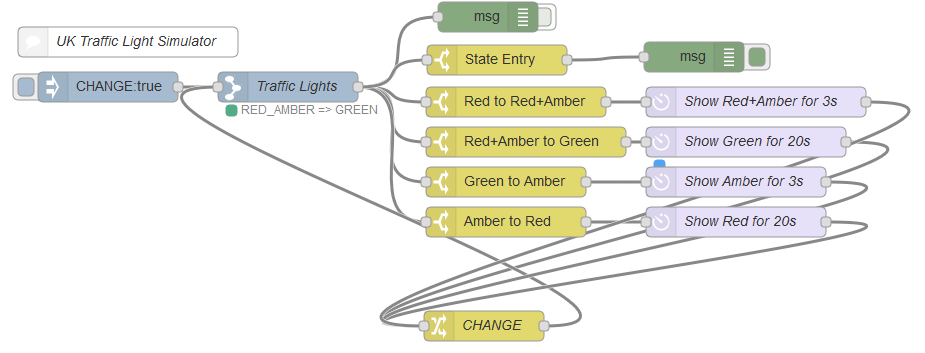 msg
UK Traffic Light Simulator
State Entry
msg
CHANGE:true
Traffic Lights
RED_AMBER => GREEN
Red to Red+Amber
Show Red+Amber for 3s
Red+Amber to Green
Show Green for 20s
Green to Amber
Show Amber for 3s
Amber to Red
Show Red for 20s
CHANGE